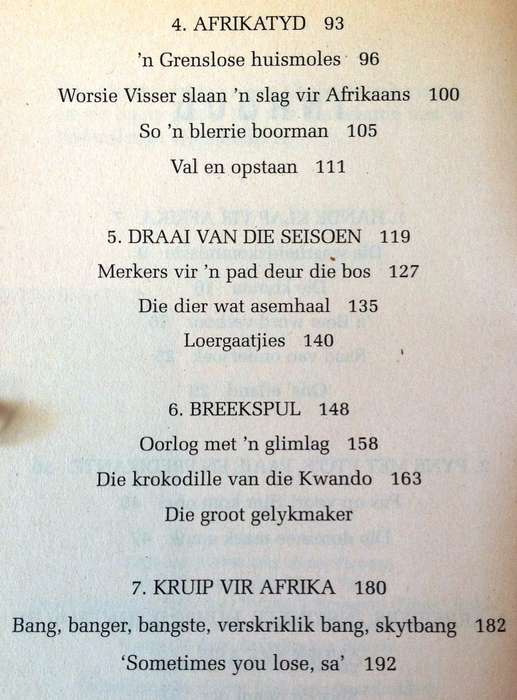 4. AFRIKATYD 93
'n Grenslose huismoles 96
Worsie Visser slaan 'n slag vir Afrikaans 100
So 'n blerrie boorman 105
Val en opstaan 111
5. DRAAI VAN DIE SEISOEN 119
Merkers vir 'n pad deur die bos 127
Die dier wat asemhaal 135
Loergaatjies 140
6. BREEKSPUL 148
Oorlog met 'n glimlag 158
Die krokodille van die Kwando 163
Die groot gelykmaker
7. KRUIP VIR AFRIKA 180
Bang, banger, bangste, verskriklik bang, skytbang 182
'Sometimes you lose, sa' 192